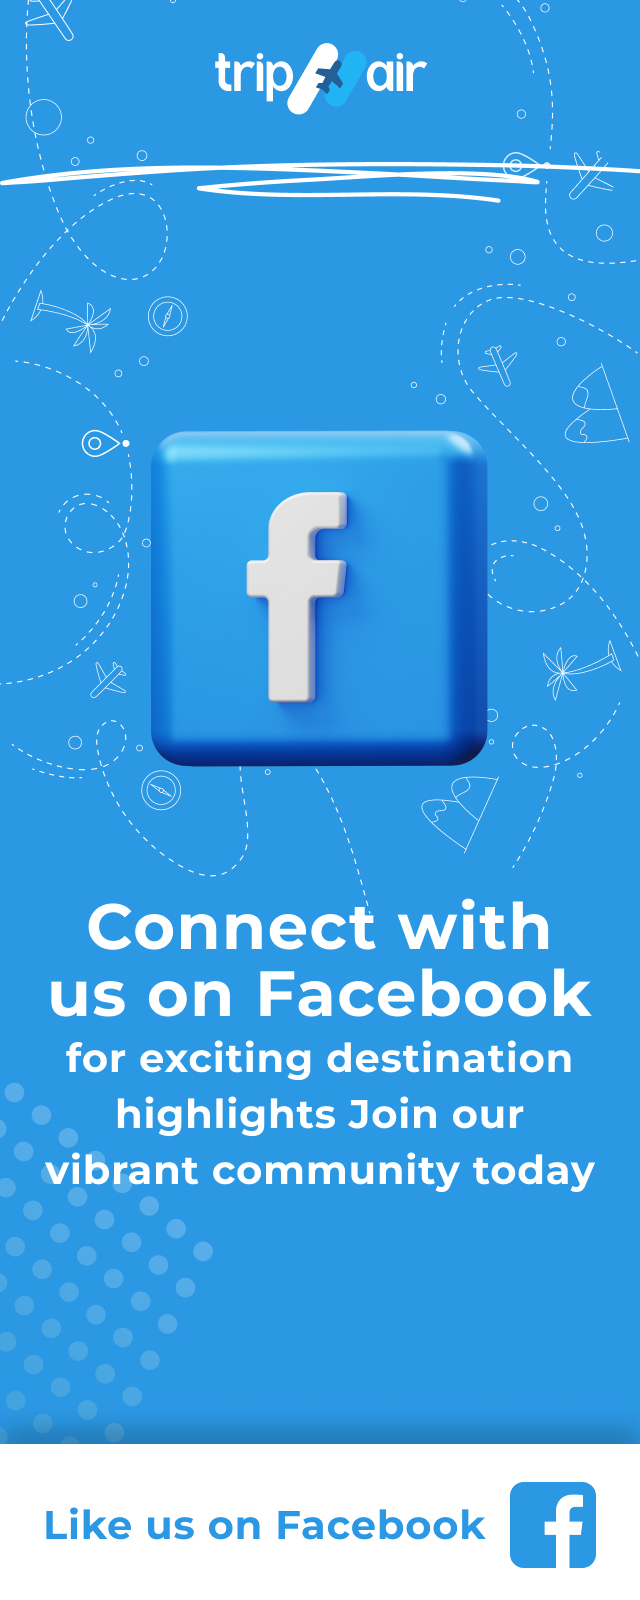 trip air
Connect with
us on Facebook
for exciting destination
highlights Join our
vibrant community today
Like us on Facebook